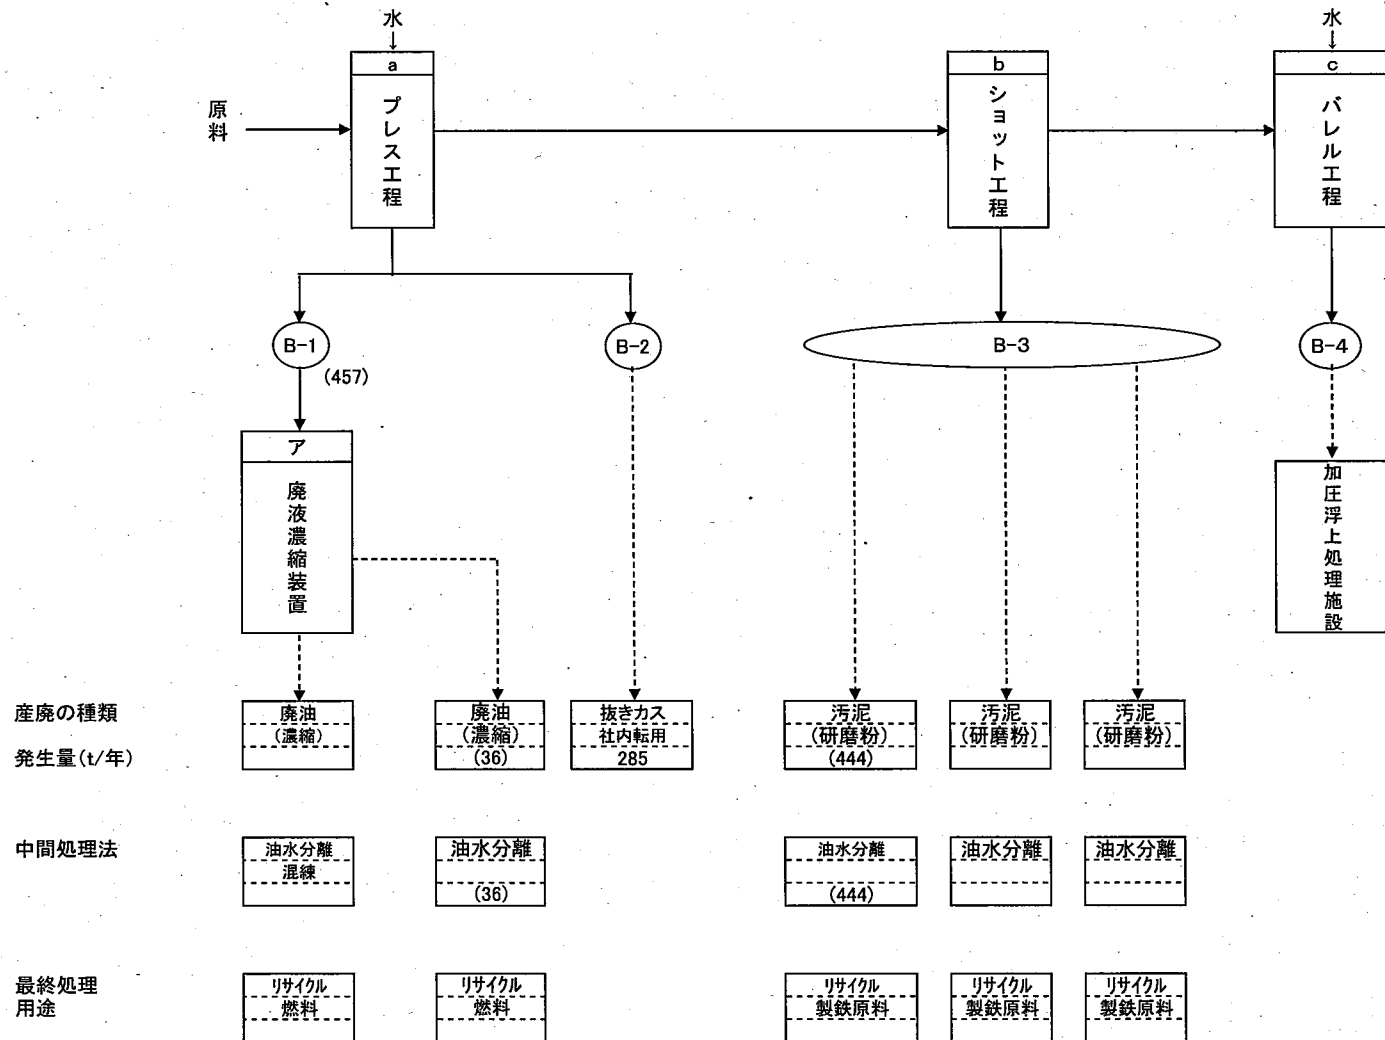 水
水
a
b
c
原料
プレス工程
ショット工程
バレル工程
B-1
(457)
B-2
B-3
B-4
ア
廃液濃縮装置
加圧浮上処理施設
産廃の種類
廃油
(濃縮)
廃油
(濃縮)
抜きカス
社内転用
汚泥
(研磨粉)
汚泥
(研磨粉)
汚泥
(研磨粉)
発生量(t/年)
(36)
285
(444)
中間処理法
油水分離
混練
油水分離
(36)
油水分離
(444)
油水分離
油水分離
最終処理
用途
リサイクル
燃料
リサイクル
燃料
リサイクル
製鉄原料
リサイクル
製鉄原料
リサイクル
製鉄原料